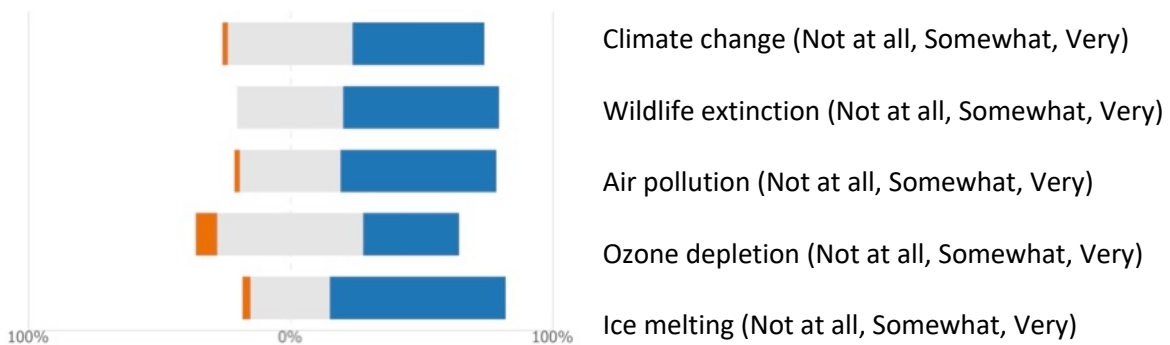 Climate change (Not at all, Somewhat, Very)
Wildlife extinction (Not at all, Somewhat, Very)
Air pollution (Not at all, Somewhat, Very)
Ozone depletion (Not at all, Somewhat, Very)
Ice melting (Not at all, Somewhat, Very)
100% 0% 100%